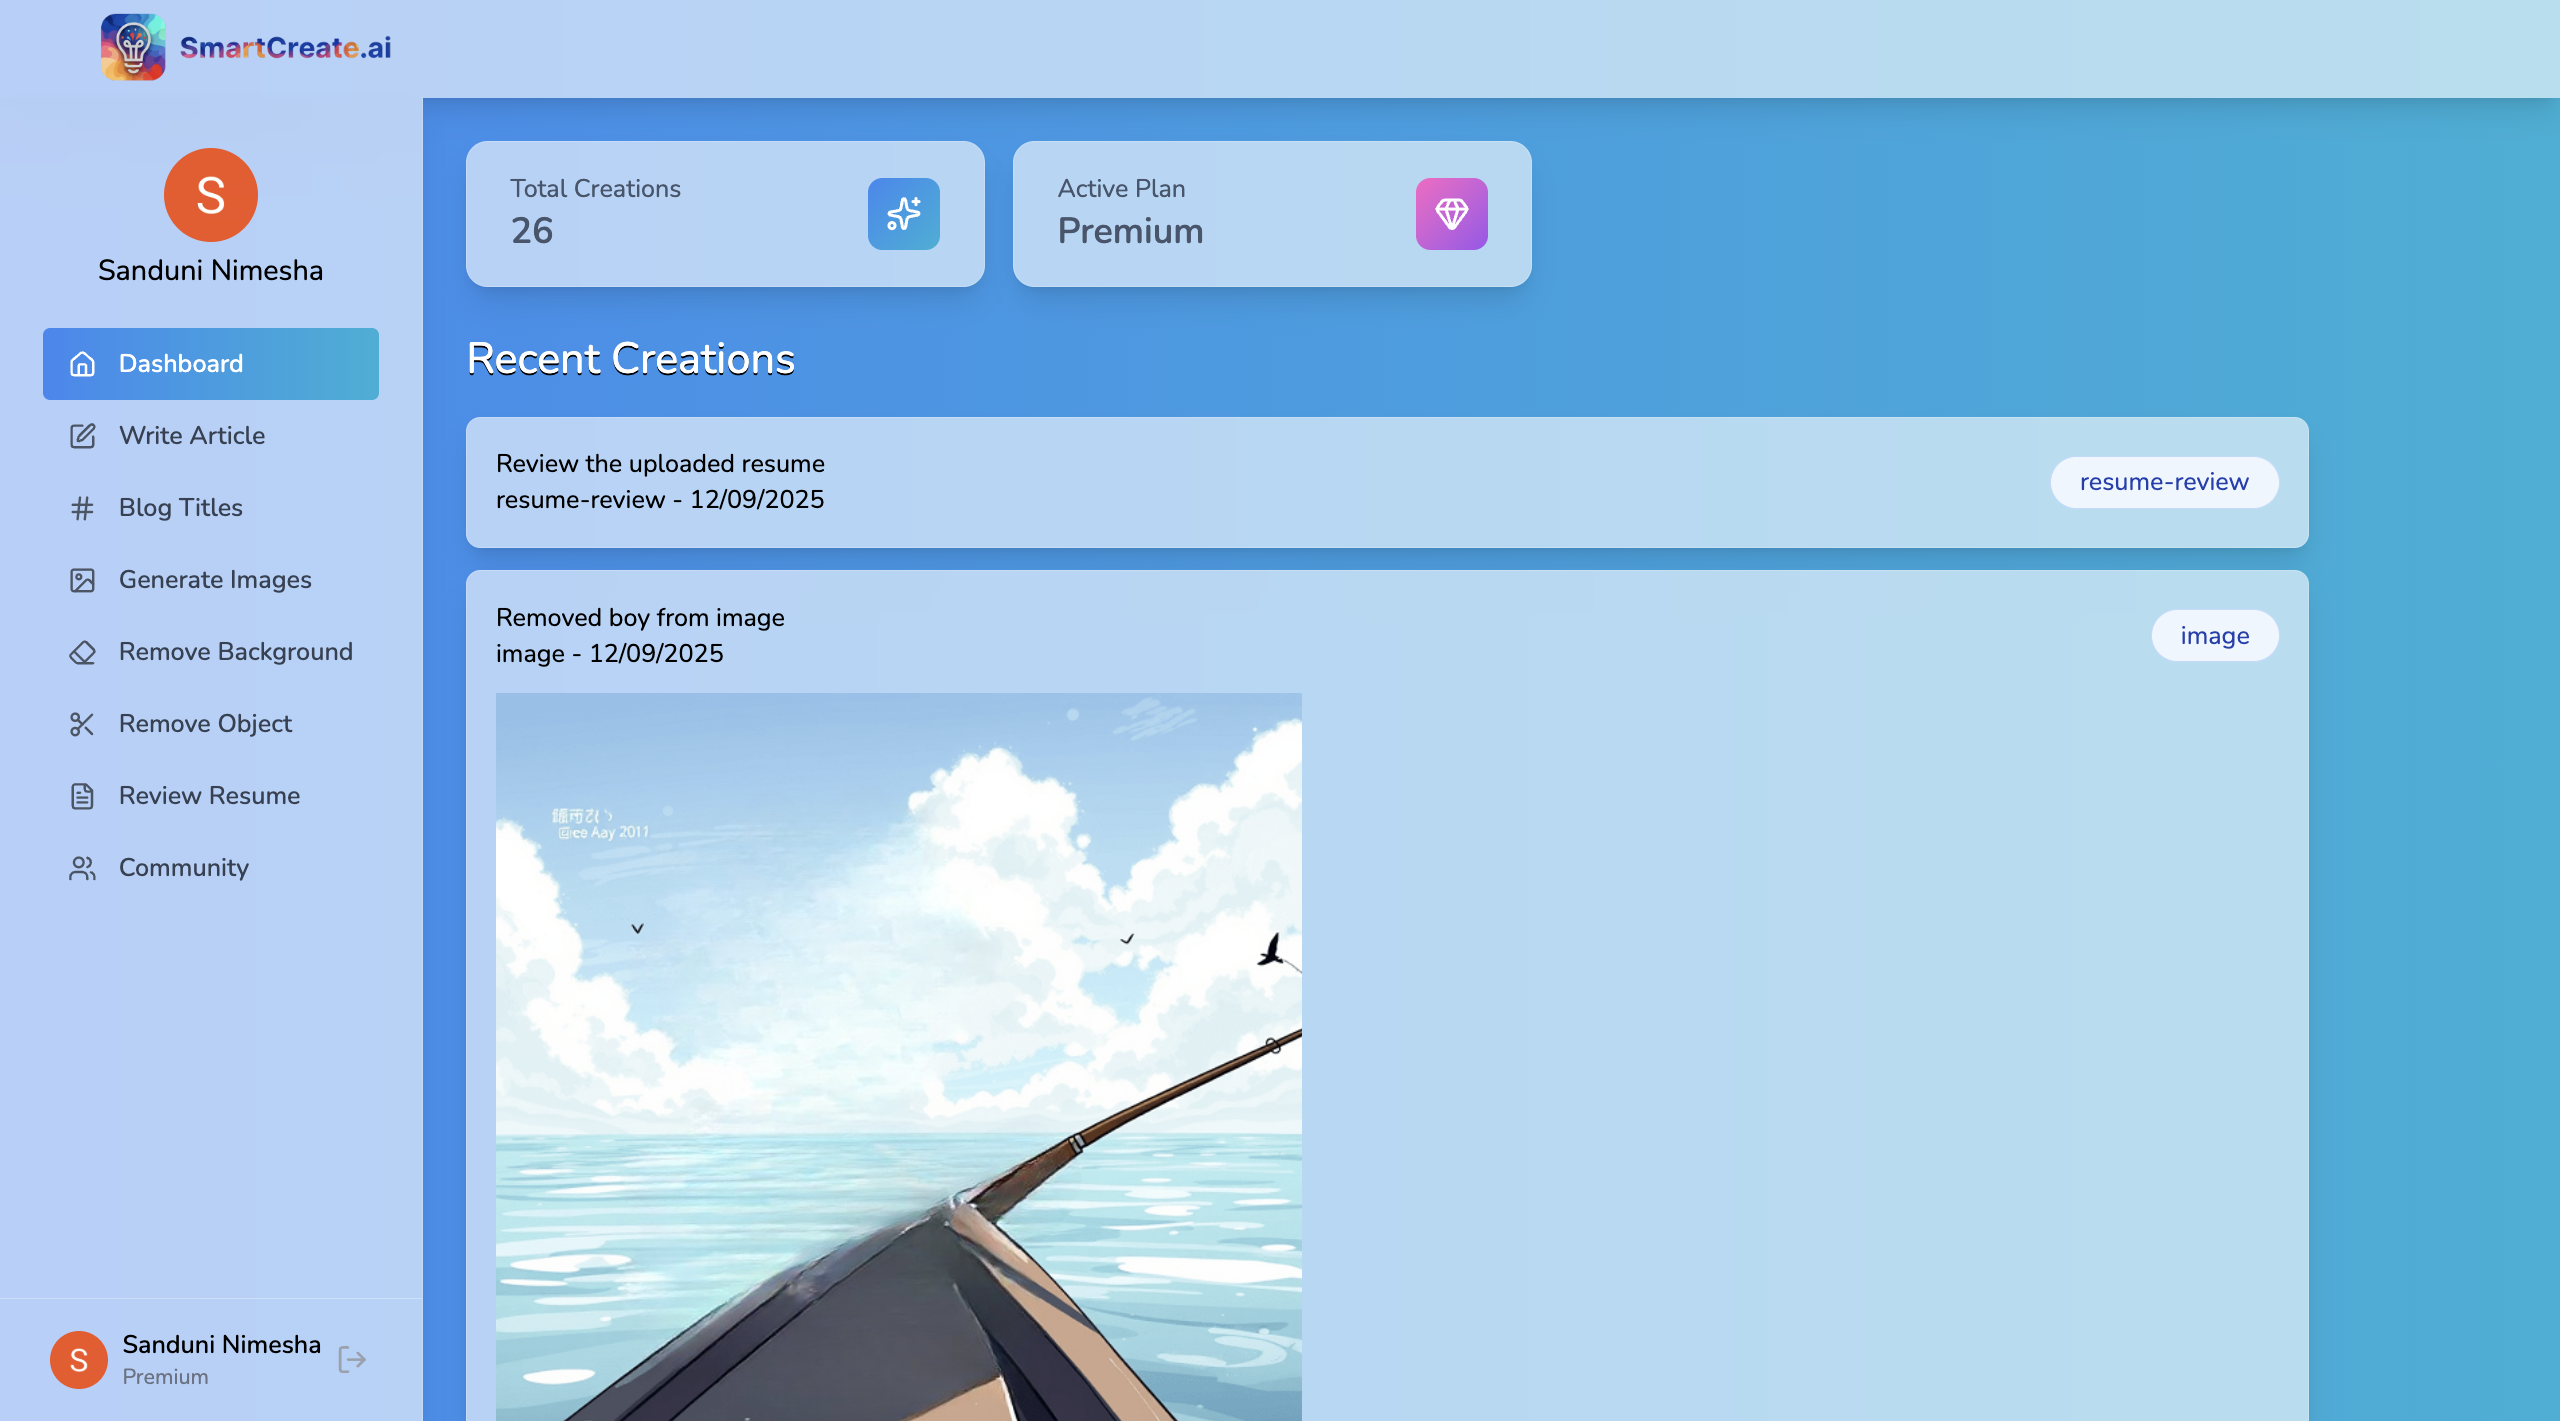 SmartCreate.ai
S
Sanduni Nimesha
Dashboard
Write Article
Blog Titles
Generate Images
Remove Background
Remove Object
Review Resume
Community
S
Sanduni Nimesha
Premium
Total Creations
26
Active Plan
Premium
Recent Creations
Review the uploaded resume
resume-review - 12/09/2025
resume-review
Removed boy from image
image - 12/09/2025
image
Aay 2011